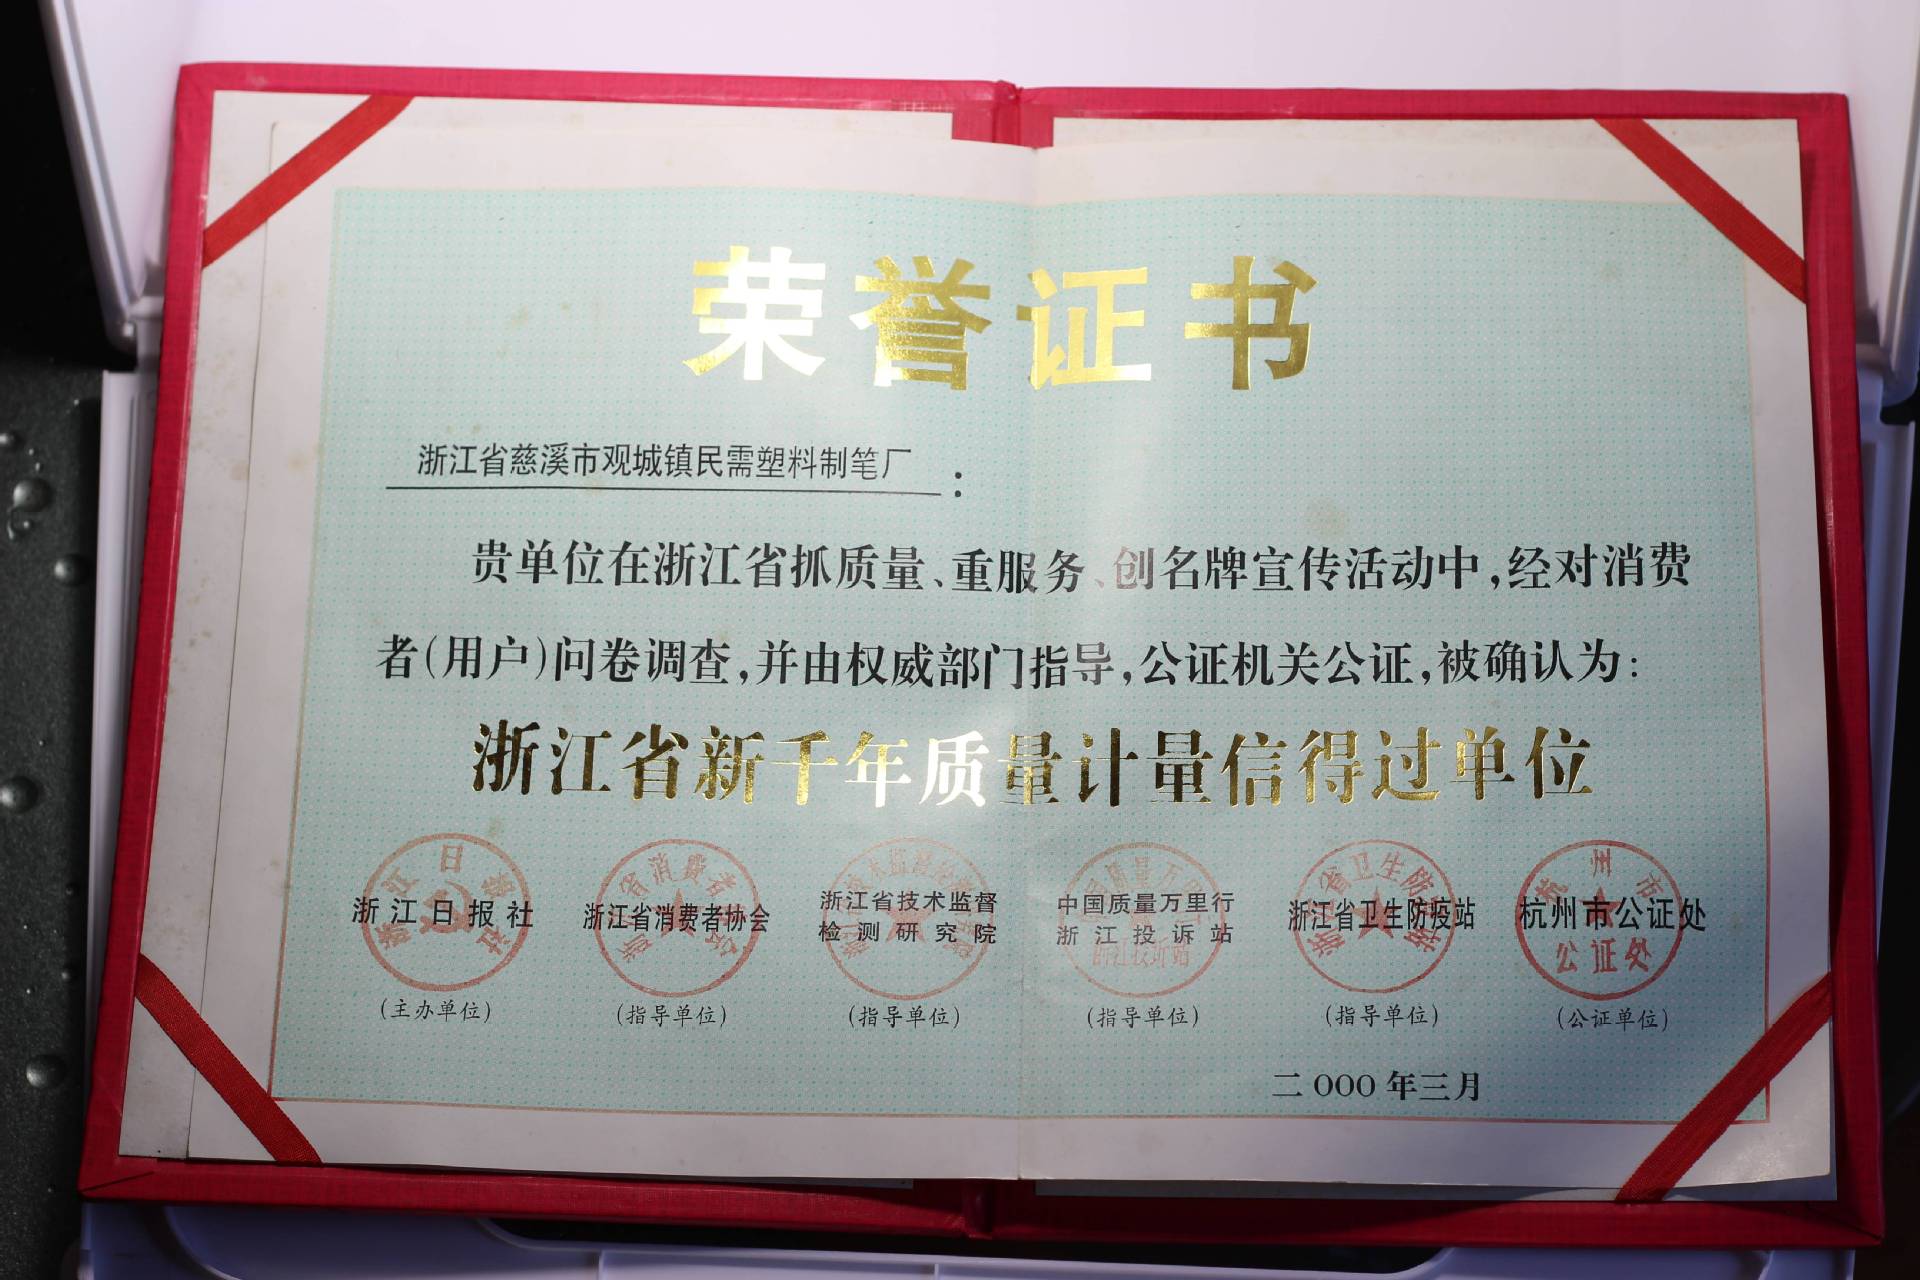 荣誉证书
浙江省慈溪市观城镇民需塑料制笔厂：
贵单位在浙江省抓质量、重服务、创名牌宣传活动中，经对消费
者（用户）问卷调查，并由权威部门指导，公证机关公证，被确认为：
浙江省新千年质量计量信得过单位
浙江日报社
（主办单位）
浙江省消费者协会
（指导单位）
浙江省技术监督
检测研究院
（指导单位）
中国质量万里行
浙江投诉站
（指导单位）
浙江省卫生防疫站
（指导单位）
杭州市公证处
杭州市
公证处
（公证单位）
二000年三月